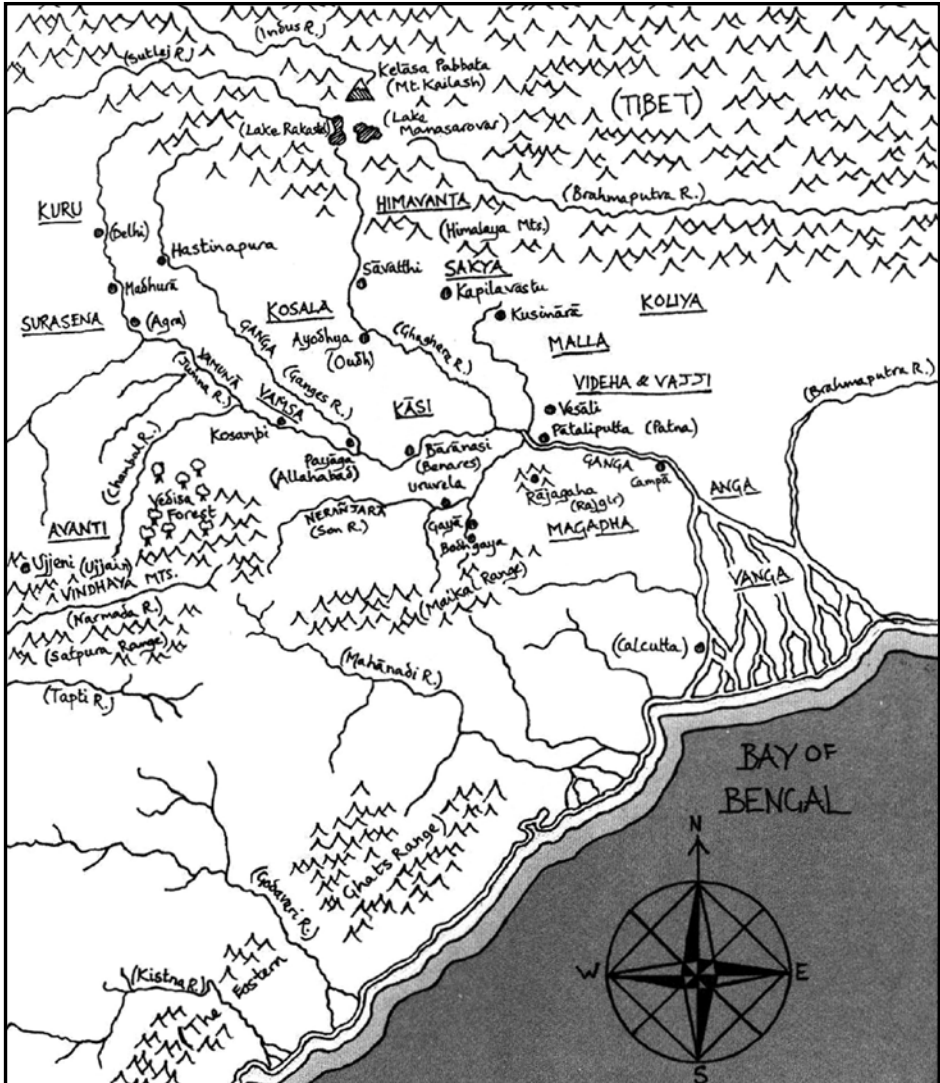 (Indus R.)
(Sutlej R.)
Kelāsa Pabbata
(Mt. Kailash)
(TIBET)
(Lake Rakastal)
(Lake
Manasarovar)
KURU
HIMAVANTA
(Brahmaputra R.)
(Delhi)
(Himalaya Mts.)
Hastinapura
Sāvatthi
SAKYA
Kapilavastu
Madhurā
KOSALĀ
KOLIYA
Kusinārā
SURASENA
(Agra)
Ayodhya
(Oudh)
(Ghaghara R.)
MALLA
GANGA
(Ganges R.)
YAMUNĀ
(Jumna R.)
VAMSA
KĀSI
VIDEHA & VAJJI
(Brahmaputra R.)
Vesāli
Kosambi
Pātaliputta (Patna)
(Chambal R.)
Payāga
(Allahabad)
Bārānasi
(Benares)
GANGA
Campā
Vedisa
Forest
Uruvela
Rājagaha
(Rajgir)
ANGA
AVANTI
NERAÑJARĀ
(Son R.)
Gayā
Bodhgaya
MAGADHA
Ujjeni (Ujjain)
VINDHAYA MTS.
VANGA
(Maikal Range)
(Narmada R.)
(Satpura Range)
(Calcutta)
(Mahānadi R.)
(Tapti R.)
BAY OF
BENGAL
N
Ghats Range)
(Godavari R.)
W
E
(Kistna R.)
Eastern
(The
S